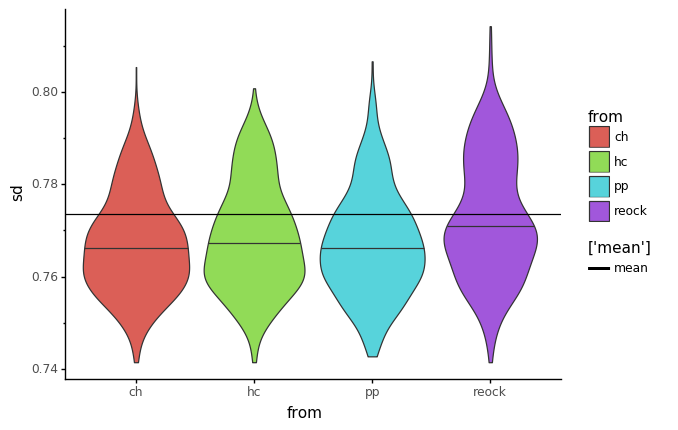 0.80
0.78
0.76
0.74
sd
ch hc pp reock
from
from
ch
hc
pp
reock
['mean']
mean